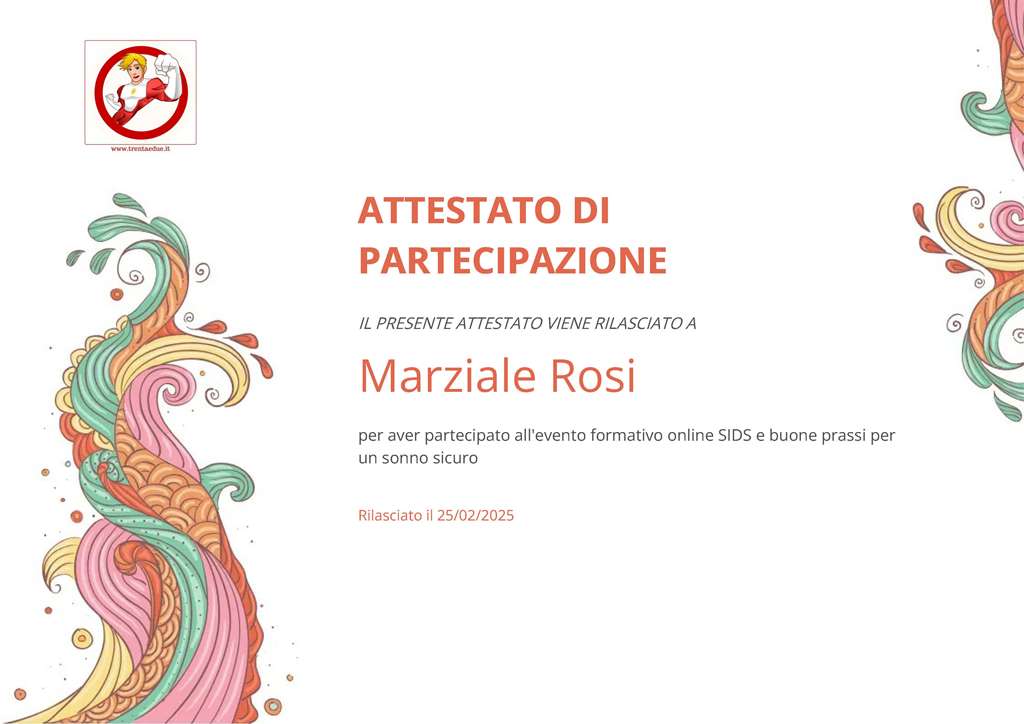 www.trentaedue.it
ATTESTATO DI
PARTECIPAZIONE
IL PRESENTE ATTESTATO VIENE RILASCIATO A
Marziale Rosi
per aver partecipato all'evento formativo online SIDS e buone prassi per
un sonno sicuro
Rilasciato il 25/02/2025